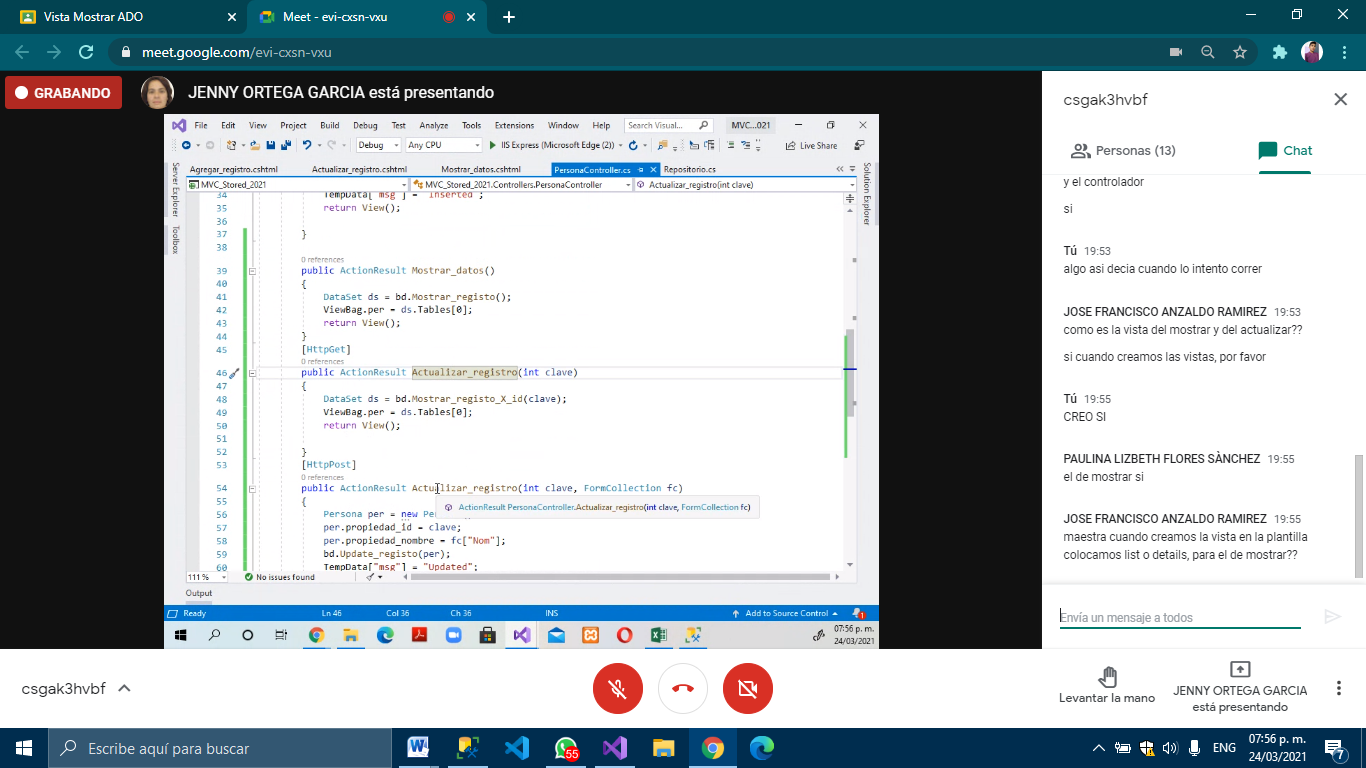 Vista Mostrar ADO
Meet - evi-cxsn-vxu
meet.google.com/evi-cxsn-vxu
GRABANDO
JENNY ORTEGA GARCIA está presentando
File Edit View Project Build Debug Test Analyze Tools Extensions Window Help Search Visual... MVC...021
Debug Any CPU IIS Express (Microsoft Edge (2)) Live Share
Server Explorer
Toolbox
Solution Explorer
Agregar_registro.cshtml Actualizar_registro.cshtml Mostrar_datos.cshtml PersonaController.cs Repositorio.cs
MVC_Stored_2021 MVC_Stored_2021.Controllers.PersonaController Actualizar_registro(int clave)
34 TempData["msg"] = "Inserted";
35 return View();
36
37 }
38
0 references
39 public ActionResult Mostrar_datos()
40 {
41 DataSet ds = bd.Mostrar_registo();
42 ViewBag.per = ds.Tables[0];
43 return View();
44 }
45 [HttpGet]
0 references
46 public ActionResult Actualizar_registro(int clave)
47 {
48 DataSet ds = bd.Mostrar_registo_X_id(clave);
49 ViewBag.per = ds.Tables[0];
50 return View();
51
52 }
53 [HttpPost]
0 references
54 public ActionResult Actualizar_registro(int clave, FormCollection fc)
55 {
ActionResult PersonaController.Actualizar_registro(int clave, FormCollection fc)
56 Persona per = new
57 per.propiedad_id = clave;
58 per.propiedad_nombre = fc["Nom"];
59 bd.Update_registo(per);
60 TempData["msg"] = "Updated";
111 % No issues found
Output
Ready Ln 46 Col 36 Ch 36 INS Add to Source Control 1
07:56 p. m.
24/03/2021
csgak3hvbf
Personas (13) Chat
y el controlador
si
Tú 19:53
algo asi decia cuando lo intento correr
JOSE FRANCISCO ANZALDO RAMIREZ 19:53
como es la vista del mostrar y del actualizar??
si cuando creamos las vistas, por favor
Tú 19:55
CREO SI
PAULINA LIZBETH FLORES SÀNCHEZ 19:55
el de mostrar si
JOSE FRANCISCO ANZALDO RAMIREZ 19:55
maestra cuando creamos la vista en la plantilla
colocamos list o details, para el de mostrar??
Envía un mensaje a todos
csgak3hvbf
Levantar la mano
JENNY ORTEGA GARCIA
está presentando
Escribe aquí para buscar
55
ENG
07:56 p. m.
24/03/2021
7